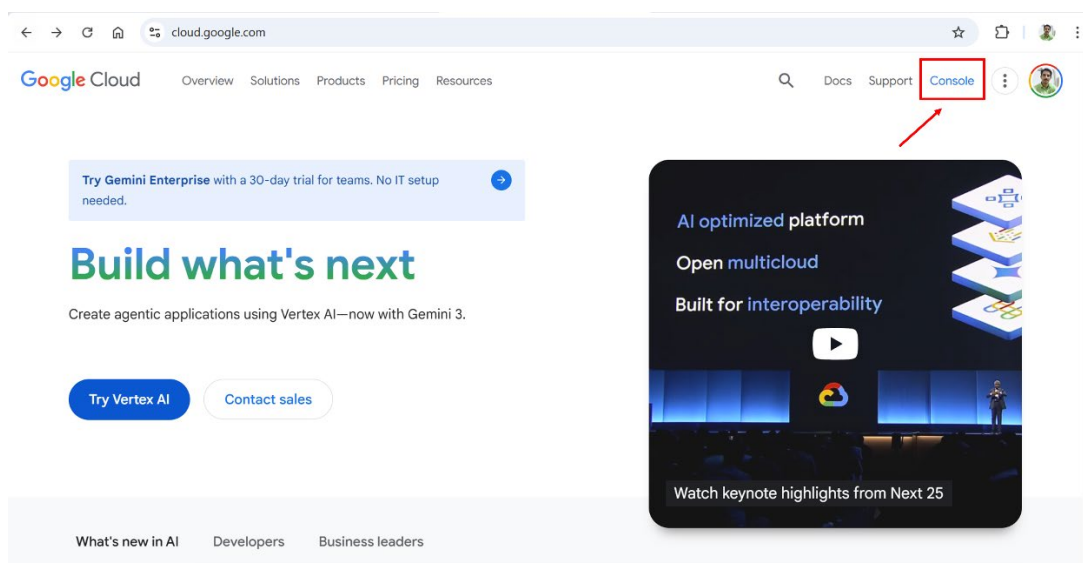 cloud.google.com
Google Cloud Overview Solutions Products Pricing Resources Docs Support Console
Try Gemini Enterprise with a 30-day trial for teams. No IT setup
needed.
Build what's next
Create agentic applications using Vertex AI—now with Gemini 3.
Try Vertex AI Contact sales
AI optimized platform
Open multicloud
Built for interoperability
Watch keynote highlights from Next 25
What's new in AI Developers Business leaders